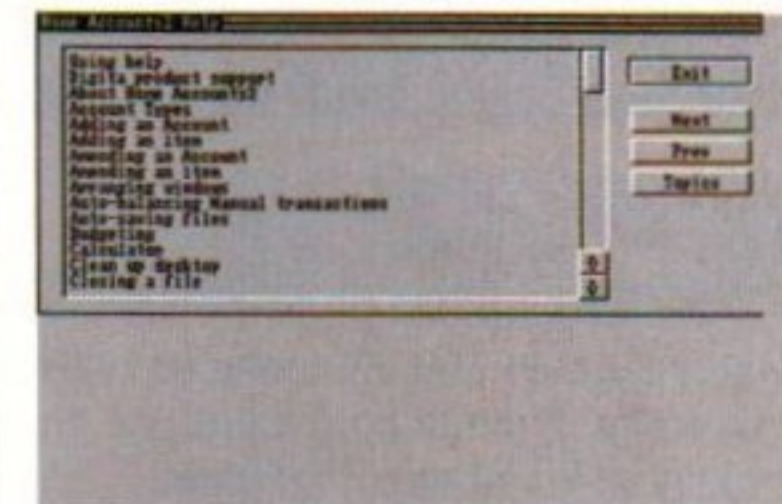 Home Accounts2 Help
Using help
Digita product support
About Home Accounts2
Account Types
Adding an Account
Adding an item
Amending an Account
Amending an item
Arranging windows
Auto-balancing Manual transactions
Auto-saving files
Budgeting
Calculator
Clean up desktop
Closing a file
Exit
Next
Prev
Topics